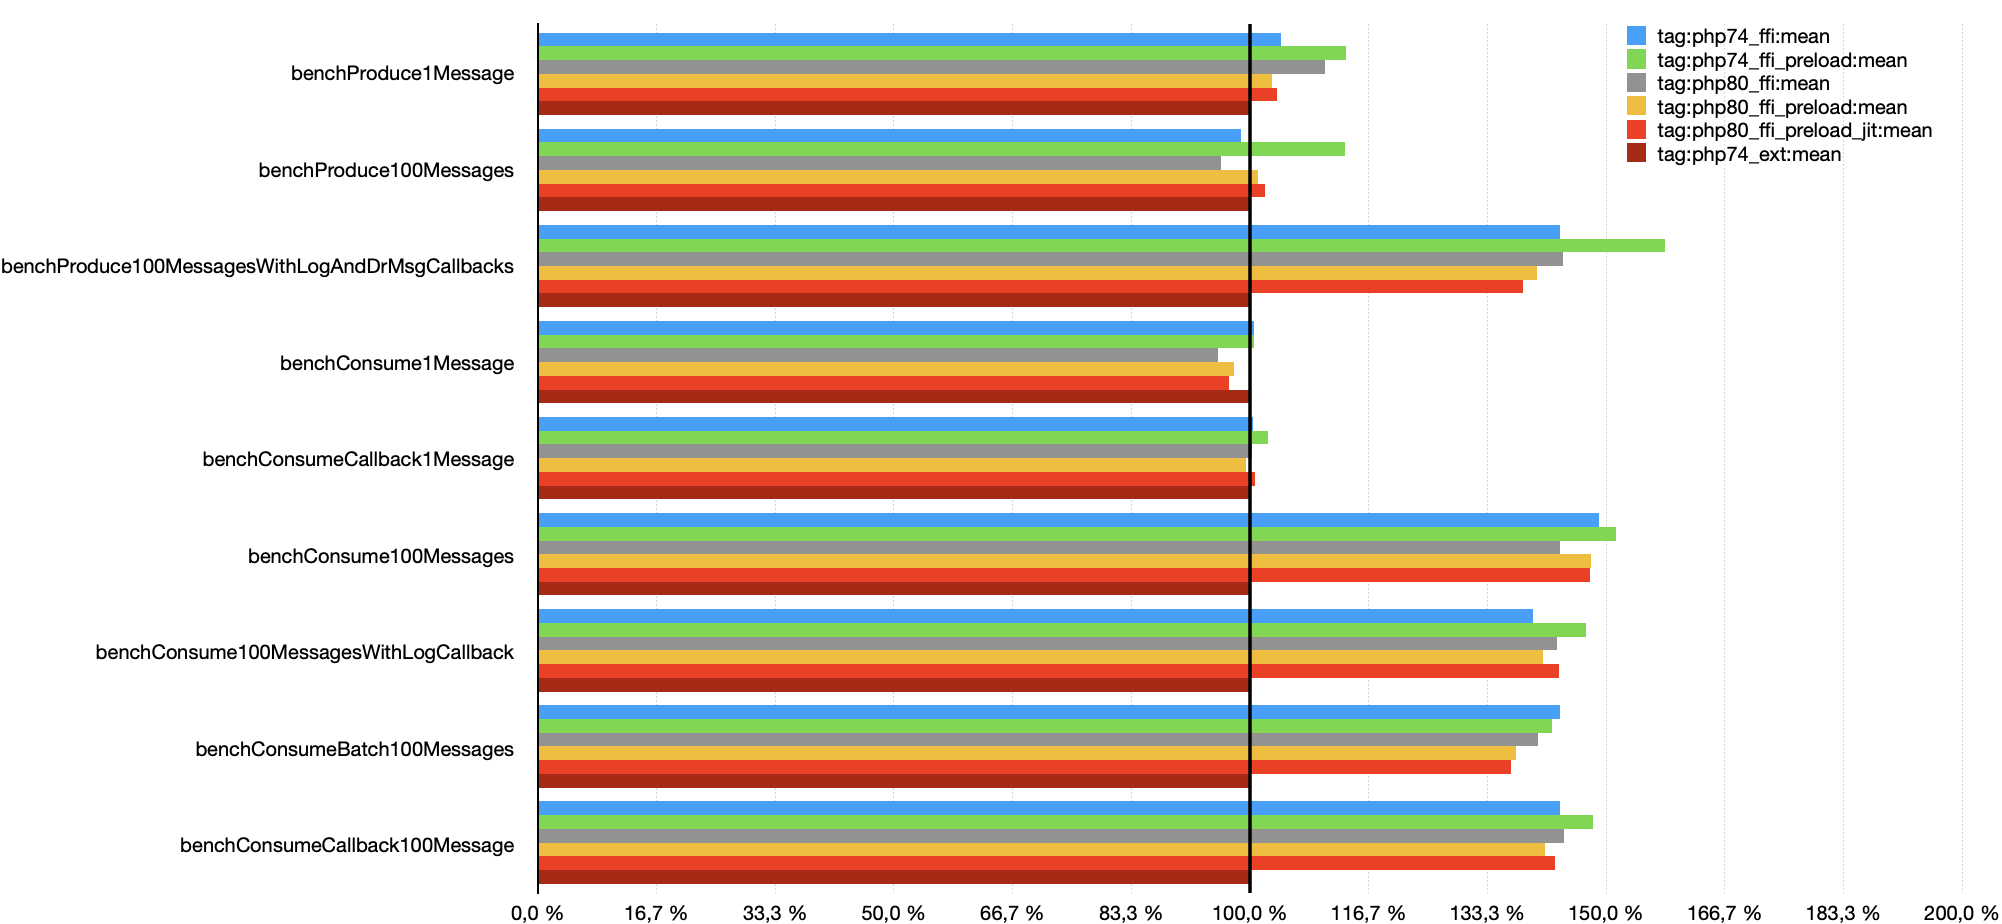 tag:php74_ffi:mean
tag:php74_ffi_preload:mean
tag:php80_ffi:mean
tag:php80_ffi_preload:mean
tag:php80_ffi_preload_jit:mean
tag:php74_ext:mean
benchProduce1Message
benchProduce100Messages
benchProduce100MessagesWithLogAndDrMsgCallbacks
benchConsume1Message
benchConsumeCallback1Message
benchConsume100Messages
benchConsume100MessagesWithLogCallback
benchConsumeBatch100Messages
benchConsumeCallback100Message
0,0 % 16,7 % 33,3 % 50,0 % 66,7 % 83,3 % 100,0 % 116,7 % 133,3 % 150,0 % 166,7 % 183,3 % 200,0 %